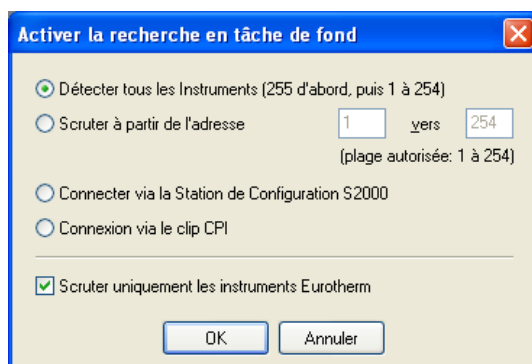 Activer la recherche en tâche de fond
Détecter tous les Instruments (255 d'abord, puis 1 à 254)
Scruter à partir de l'adresse 1 vers 254
(plage autorisée: 1 à 254)
Connecter via la Station de Configuration S2000
Connexion via le clip CPI
Scruter uniquement les instruments Eurotherm
OK Annuler